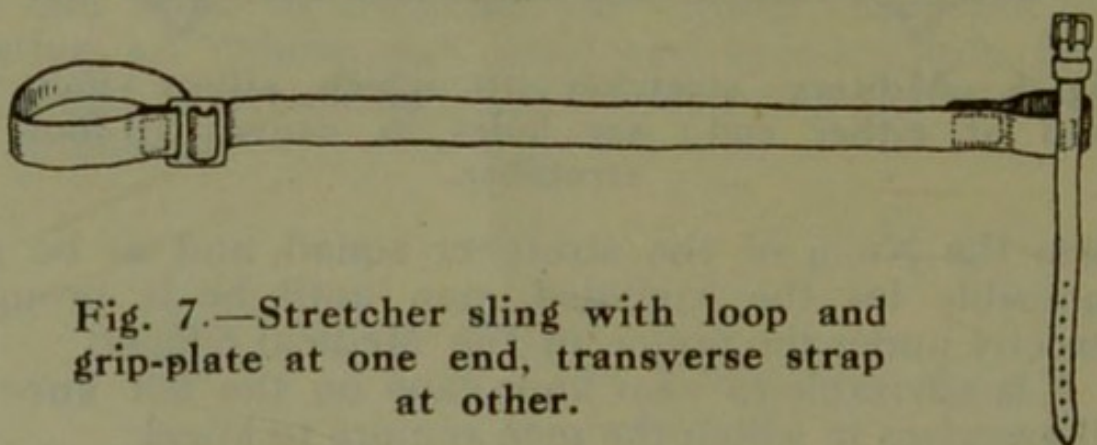 Fig. 7.—Stretcher sling with loop and
grip-plate at one end, transverse strap
at other.